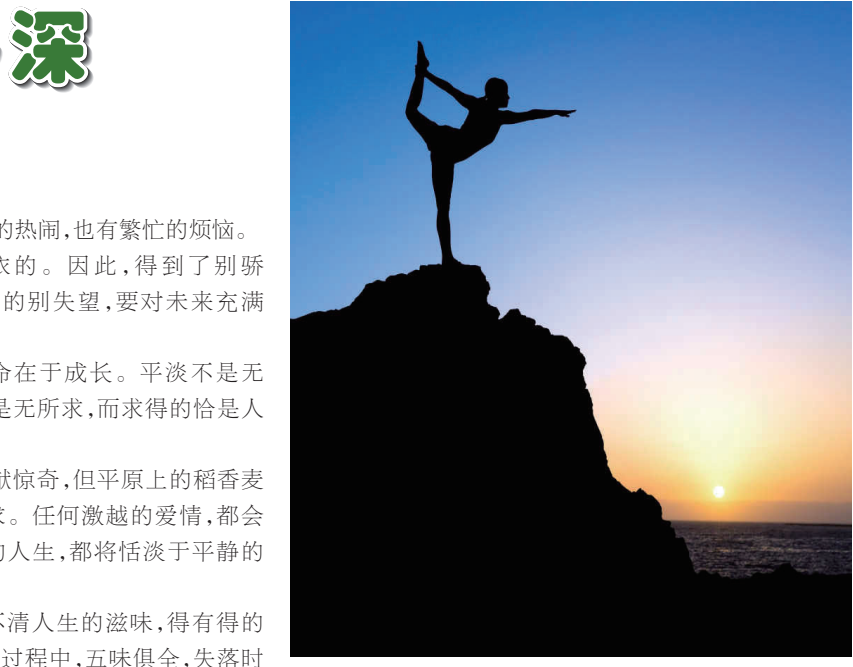 深
的热闹,也有繁忙的烦恼。
衣的。因此,得到了别骄
的别失望,要对未来充满
命在于成长。平淡不是无
是无所求,而求得的恰是人
献惊奇,但平原上的稻香麦
求。任何激越的爱情,都会
的人生,都将恬淡于平静的
不清人生的滋味,得有得的
过程中,五味俱全,失落时